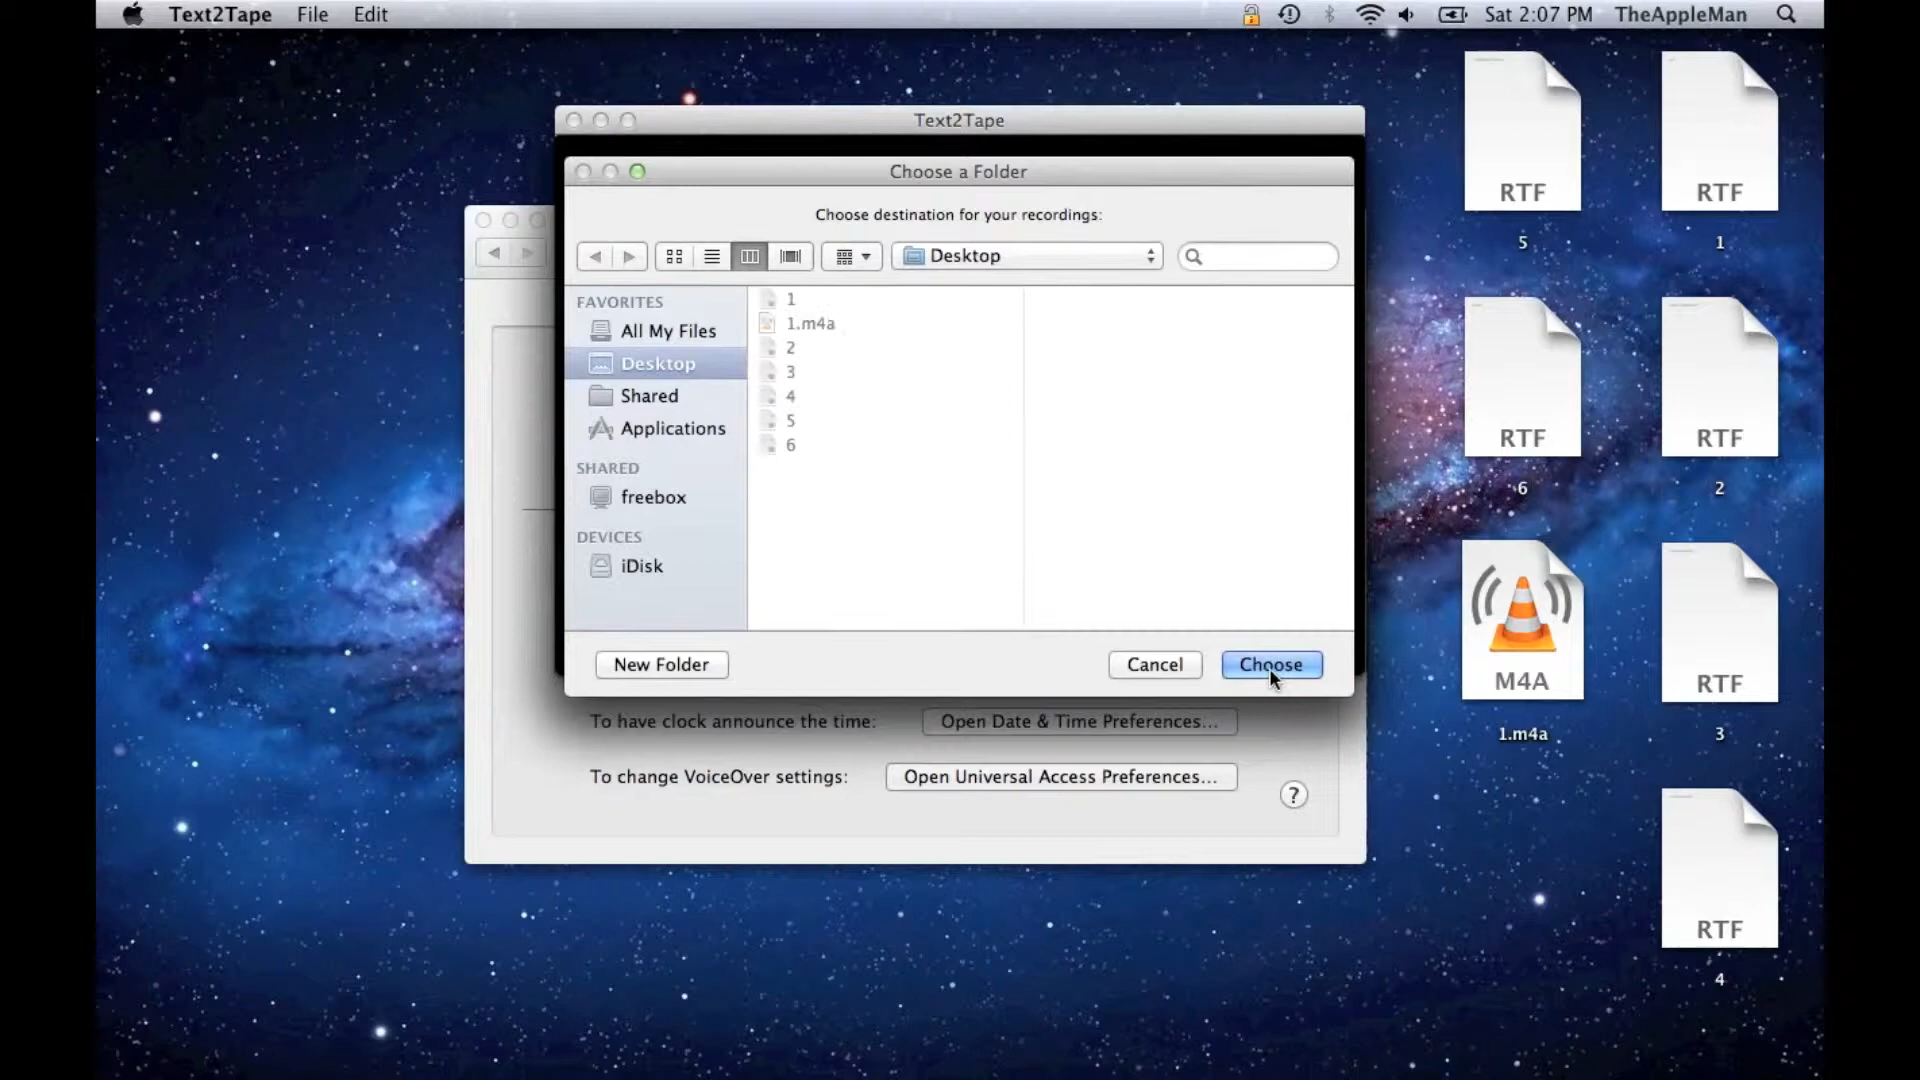 Text2Tape File Edit Sat 2:07 PM TheAppleMan
Text2Tape
Choose a Folder
Choose destination for your recordings:
Desktop
FAVORITES
All My Files
Desktop
Shared
Applications
SHARED
freebox
DEVICES
iDisk
1
1.m4a
2
3
4
5
6
New Folder Cancel Choose
To have clock announce the time: Open Date & Time Preferences...
To change VoiceOver settings: Open Universal Access Preferences...
?
RTF
5
RTF
1
RTF
6
RTF
2
M4A
1.m4a
RTF
3
RTF
4